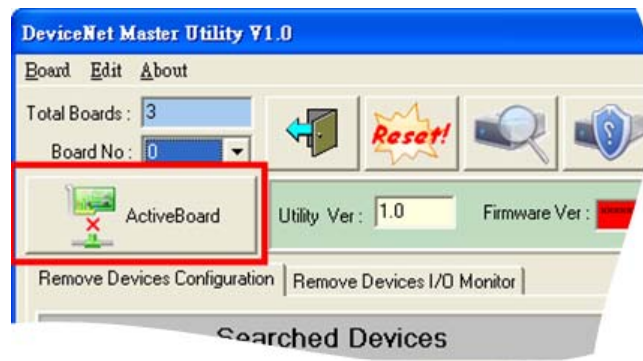 DeviceNet Master Utility V1.0
Board Edit About
Total Boards : 3
Board No : 0
Reset!
ActiveBoard
Utility Ver : 1.0
Firmware Ver :
Remove Devices Configuration
Remove Devices I/O Monitor
Searched Devices